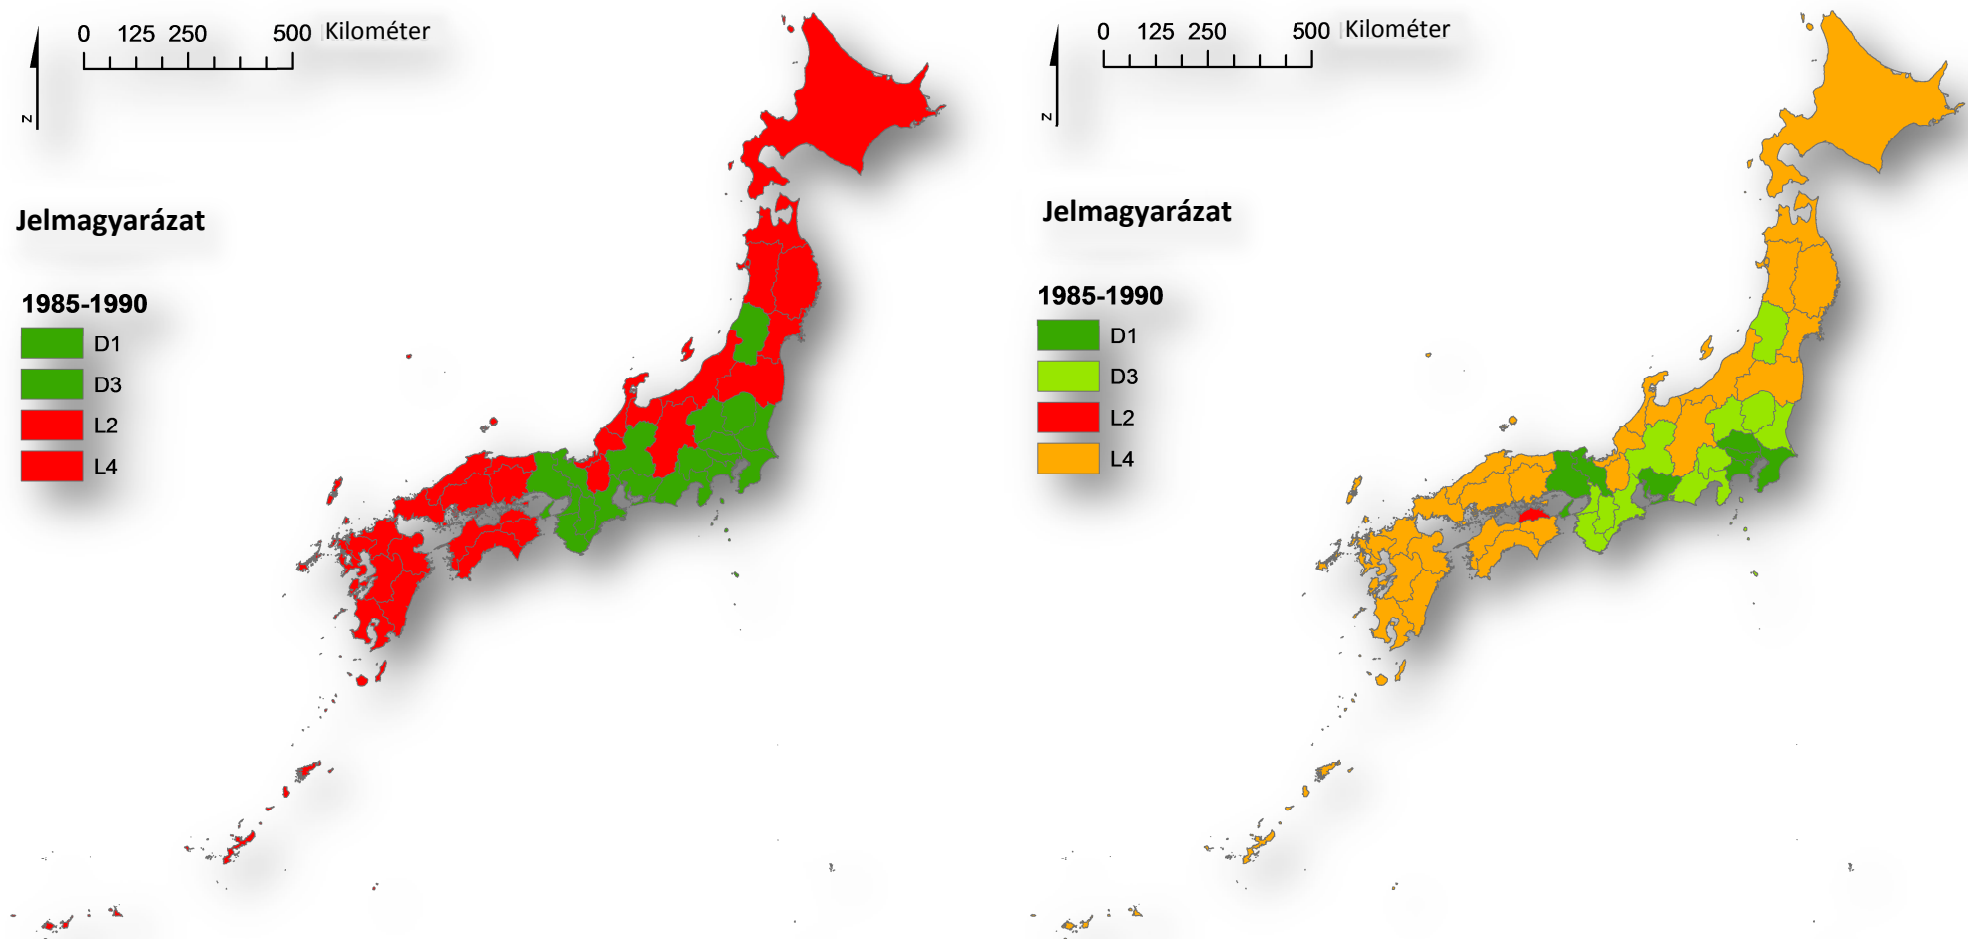 0 125 250 500 Kilométer
z
Jelmagyarázat
1985-1990
D1
D3
L2
L4
0 125 250 500 Kilométer
z
Jelmagyarázat
1985-1990
D1
D3
L2
L4